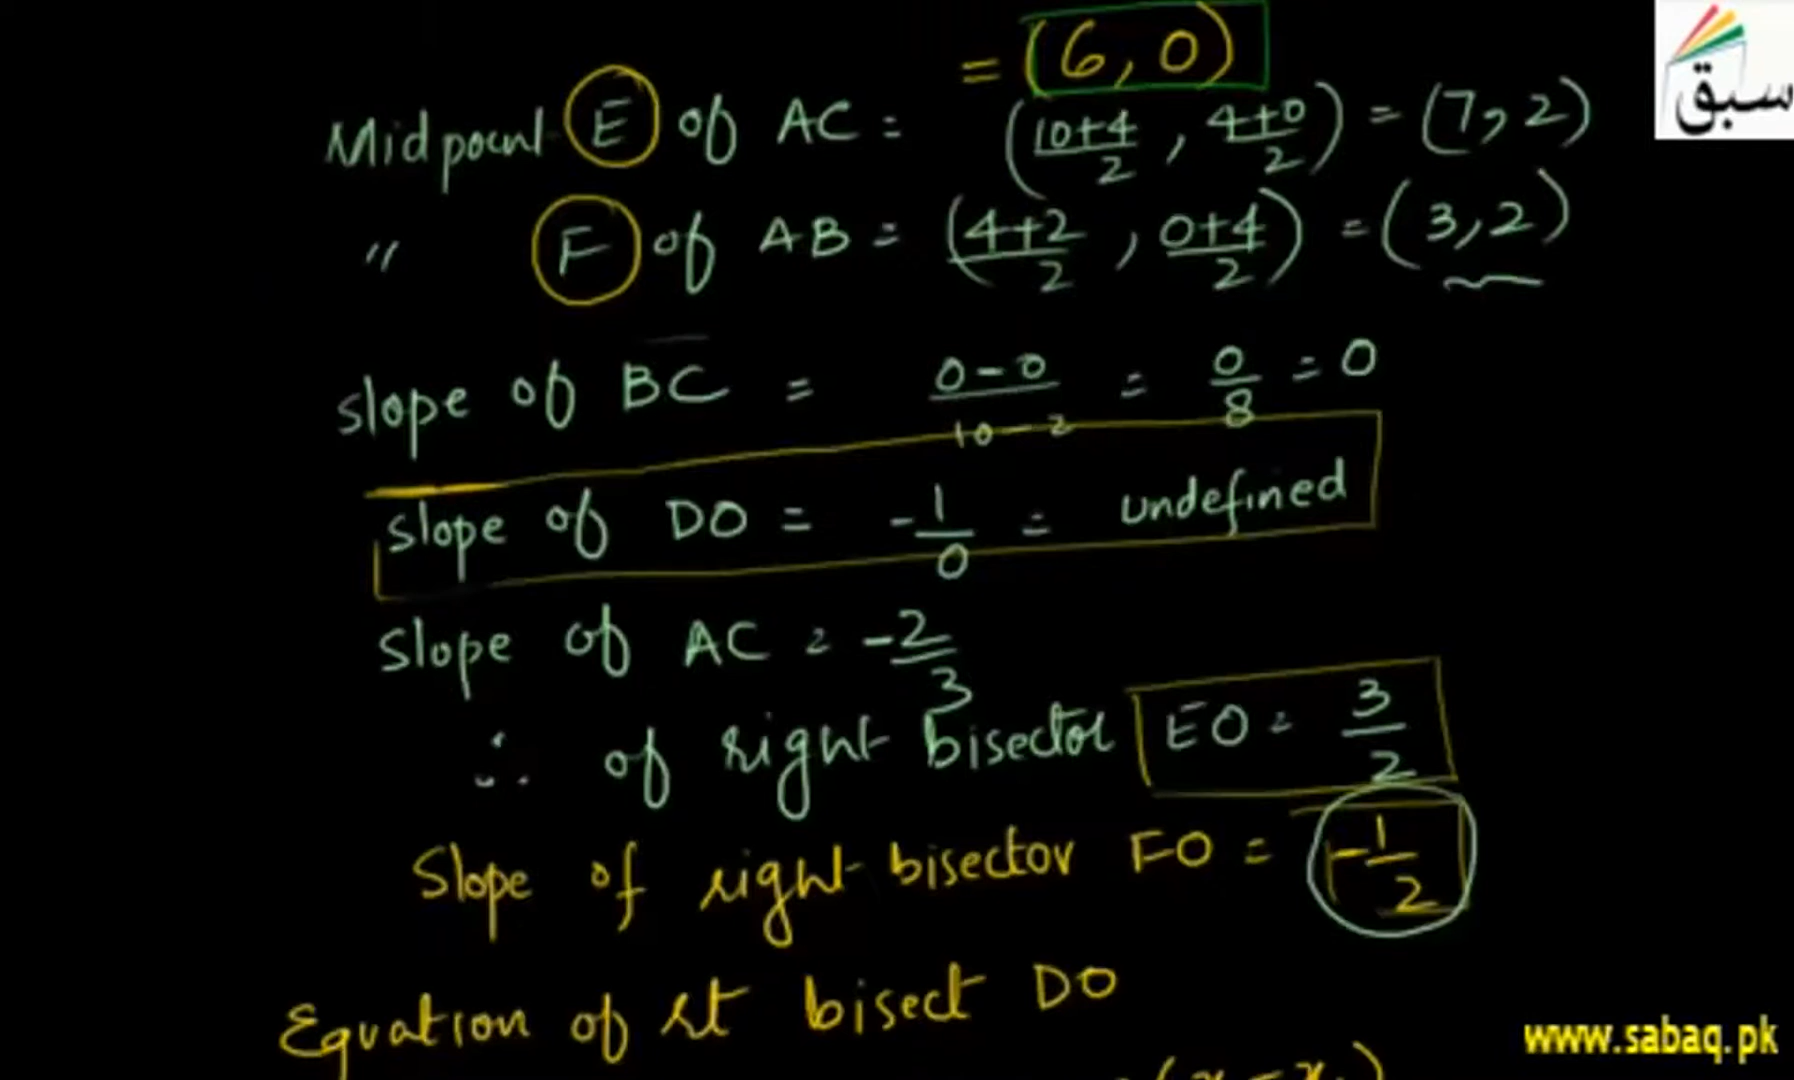 = (6, 0)
سبق
Midpoint E of AC = (10+4/2, 4+0/2) = (7, 2)
" F of AB = (4+2/2, 0+4/2) = (3, 2)
Slope of BC = 0-0/10-2 = 0/8 = 0
Slope of DO = -1/0 = undefined
Slope of AC = -2/3
∴ of right bisector EO = 3/2
Slope of right bisector FO = -1/2
Equation of rt bisect DO
www.sabaq.pk